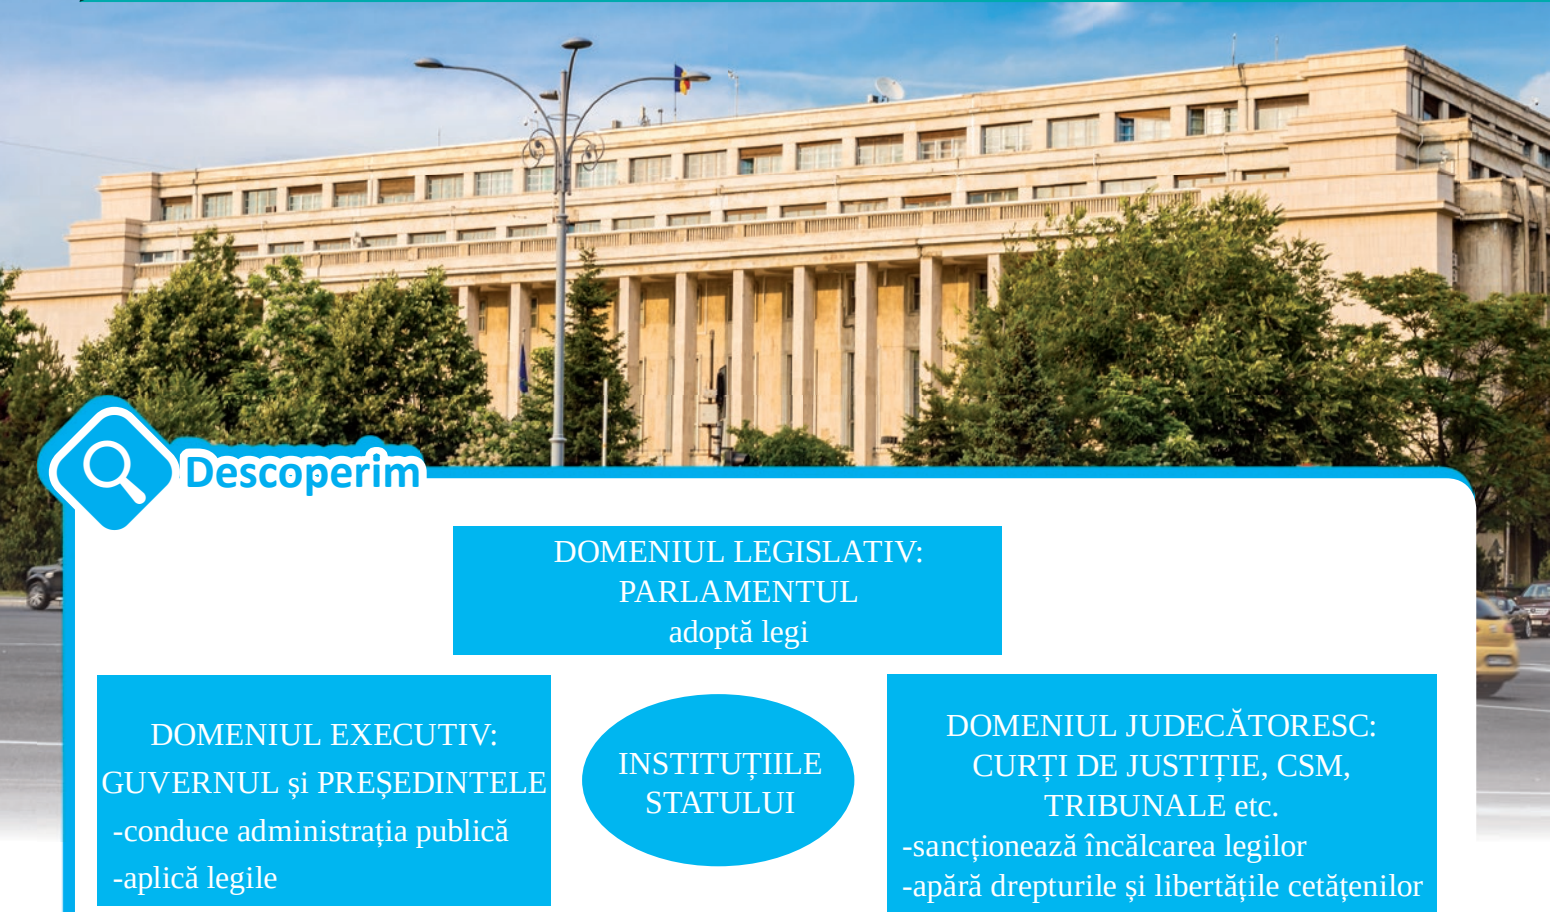 Descoperim
DOMENIUL LEGISLATIV:
PARLAMENTUL
adoptă legi
DOMENIUL EXECUTIV:
GUVERNUL și PREȘEDINTELE
-conduce administrația publică
-aplică legile
INSTITUȚIILE
STATULUI
DOMENIUL JUDECĂTORESC:
CURȚI DE JUSTIȚIE, CSM,
TRIBUNALE etc.
-sancționează încălcarea legilor
-apără drepturile și libertățile cetățenilor